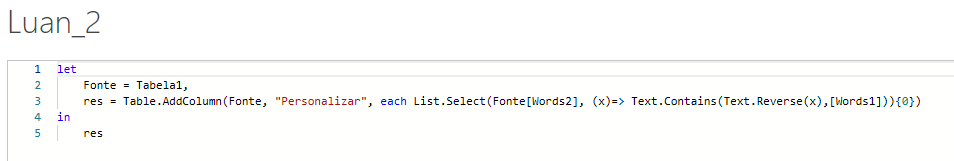 Luan_2
1 let
2 Fonte = Tabela1,
3 res = Table.AddColumn(Fonte, "Personalizar", each List.Select(Fonte[Words2], (x)=> Text.Contains(Text.Reverse(x),[Words1])){0})
4 in
5 res